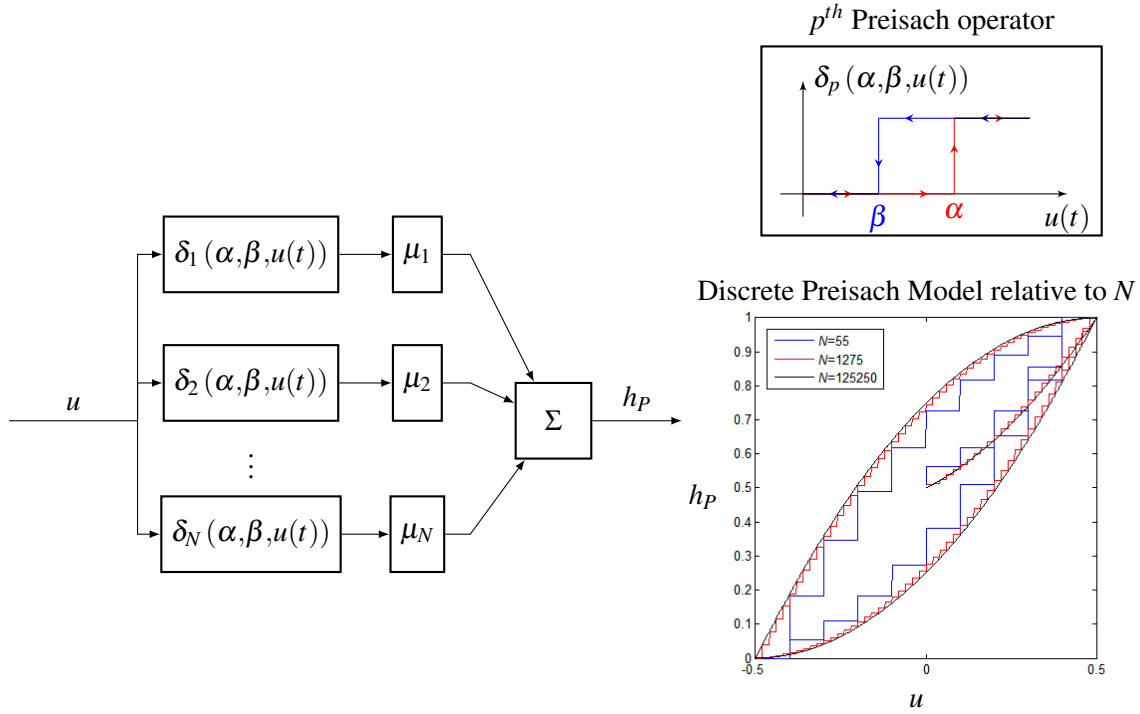 p^th Preisach operator
δ_p (α,β,u(t))
β
α
u(t)
u
δ_1 (α,β,u(t))
μ_1
δ_2 (α,β,u(t))
μ_2
⋮
δ_N (α,β,u(t))
μ_N
Σ
h_P
Discrete Preisach Model relative to N
N=55
N=1275
N=125250
1
0.9
0.8
0.7
0.6
0.5
0.4
0.3
0.2
0.1
0
h_P
-0.5
0
0.5
u